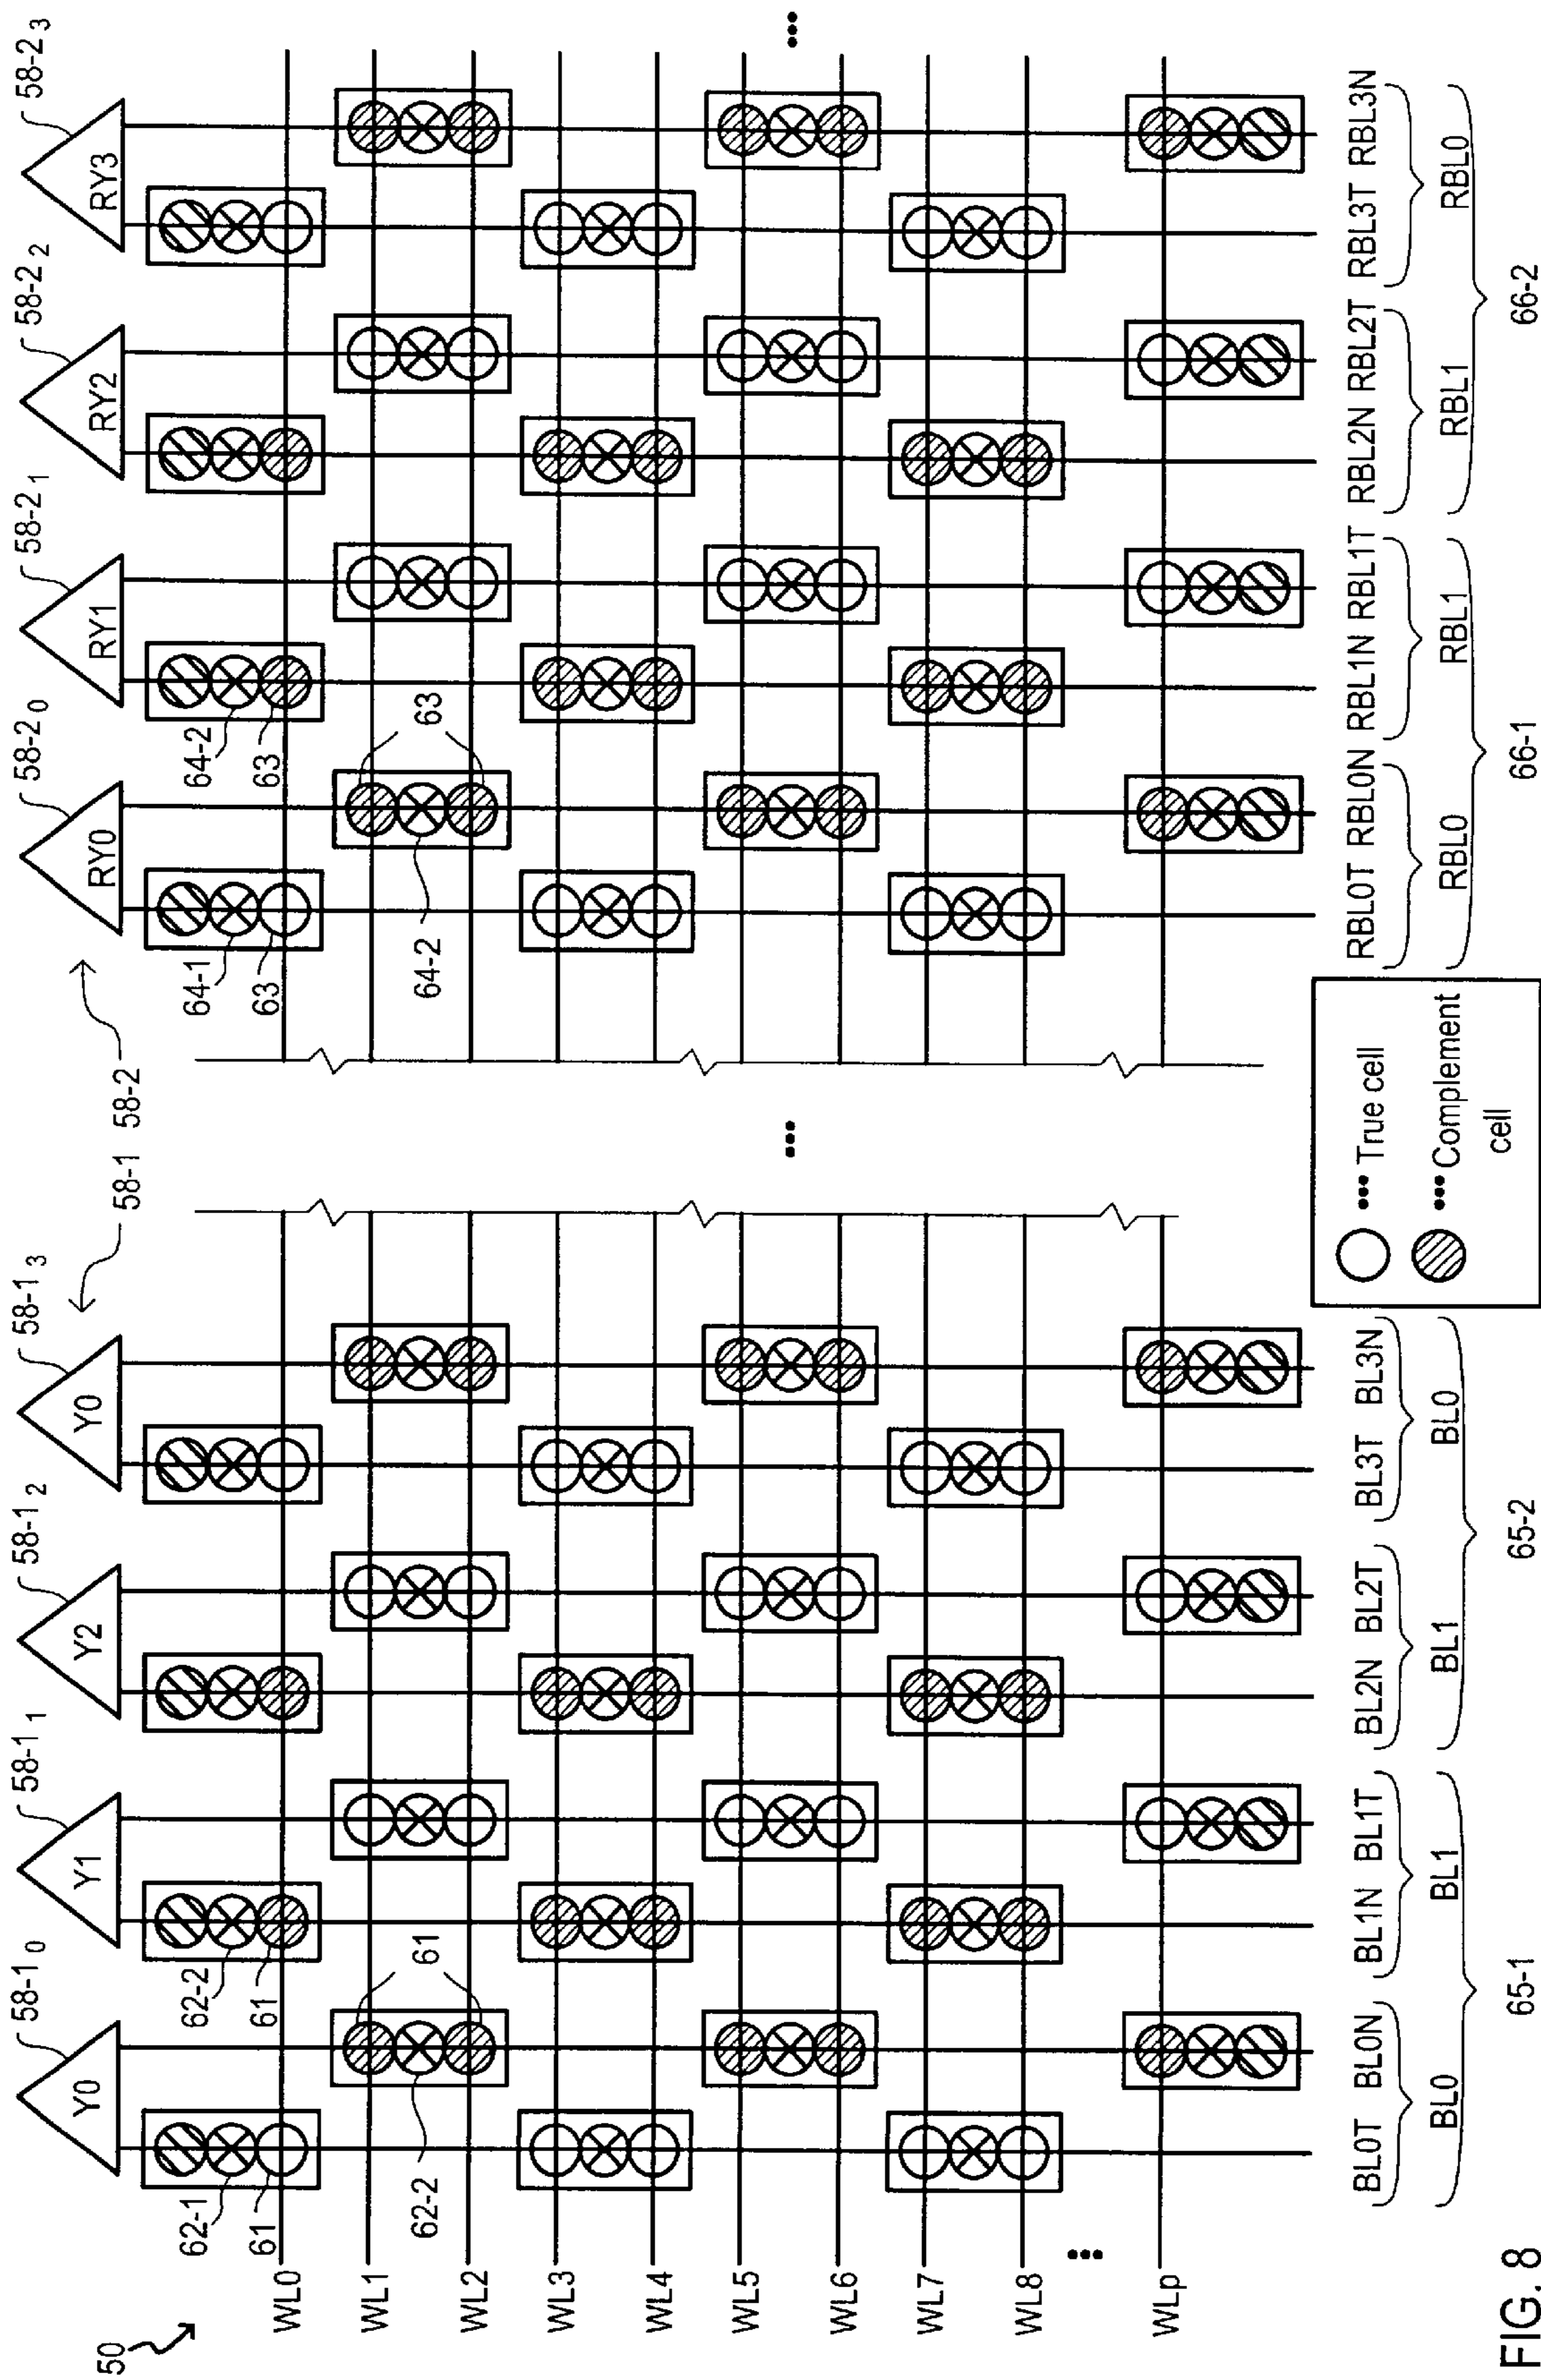 50
58-1₀
58-1₁
58-1₂
58-1₃
58-1
58-2
58-2₀
58-2₁
58-2₂
58-2₃
Y0
Y1
Y2
Y0
RY0
RY1
RY2
RY3
62-1
61
62-2
61
62-2
61
64-1
63
64-2
63
64-2
63
WL0
WL1
WL2
WL3
WL4
WL5
WL6
WL7
WL8
WLp
BL0T BL0N BL1N BL1T BL2N BL2T BL3T BL3N
RBL0T RBL0N RBL1N RBL1T RBL2N RBL2T RBL3T RBL3N
BL0 BL1 BL1 BL0
RBL0 RBL1 RBL1 RBL0
65-1
65-2
66-1
66-2
••• True cell
••• Complement
cell
FIG. 8